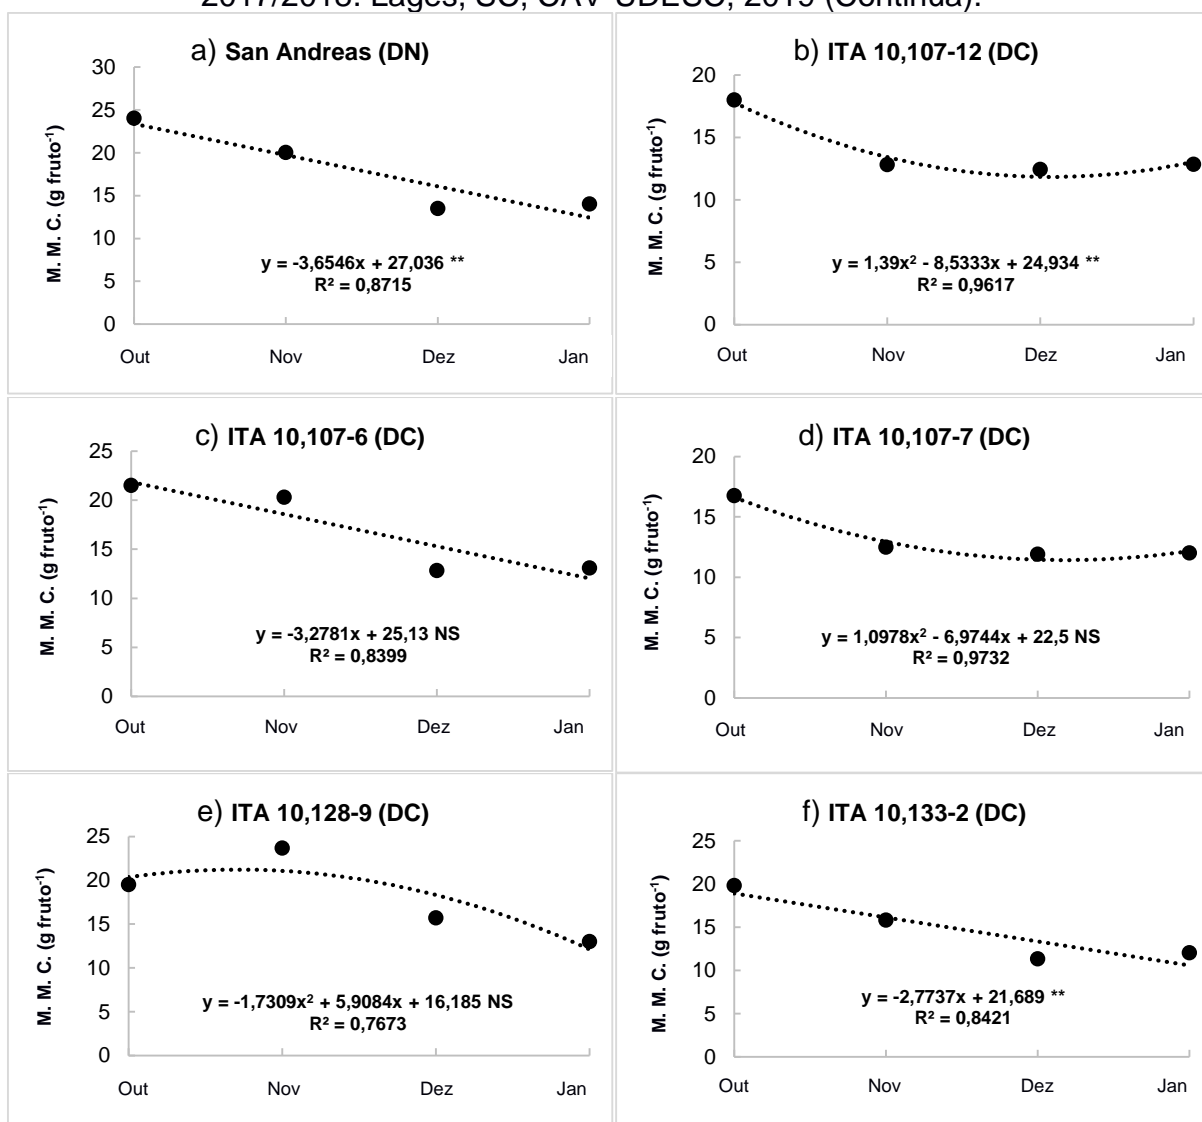 2017/2018. Lages, SC, CAV-UDESC, 2019 (Continua).
a) San Andreas (DN)
M. M. C. (g fruto⁻¹)
30
25
20
15
10
5
0
y = -3,6546x + 27,036 **
R² = 0,8715
Out Nov Dez Jan
b) ITA 10,107-12 (DC)
M. M. C. (g fruto⁻¹)
20
15
10
5
0
y = 1,39x² - 8,5333x + 24,934 **
R² = 0,9617
Out Nov Dez Jan
c) ITA 10,107-6 (DC)
M. M. C. (g fruto⁻¹)
25
20
15
10
5
0
y = -3,2781x + 25,13 NS
R² = 0,8399
Out Nov Dez Jan
d) ITA 10,107-7 (DC)
M. M. C. (g fruto⁻¹)
20
15
10
5
0
y = 1,0978x² - 6,9744x + 22,5 NS
R² = 0,9732
Out Nov Dez Jan
e) ITA 10,128-9 (DC)
M. M. C. (g fruto⁻¹)
25
20
15
10
5
0
y = -1,7309x² + 5,9084x + 16,185 NS
R² = 0,7673
Out Nov Dez Jan
f) ITA 10,133-2 (DC)
M. M. C. (g fruto⁻¹)
25
20
15
10
5
0
y = -2,7737x + 21,689 **
R² = 0,8421
Out Nov Dez Jan